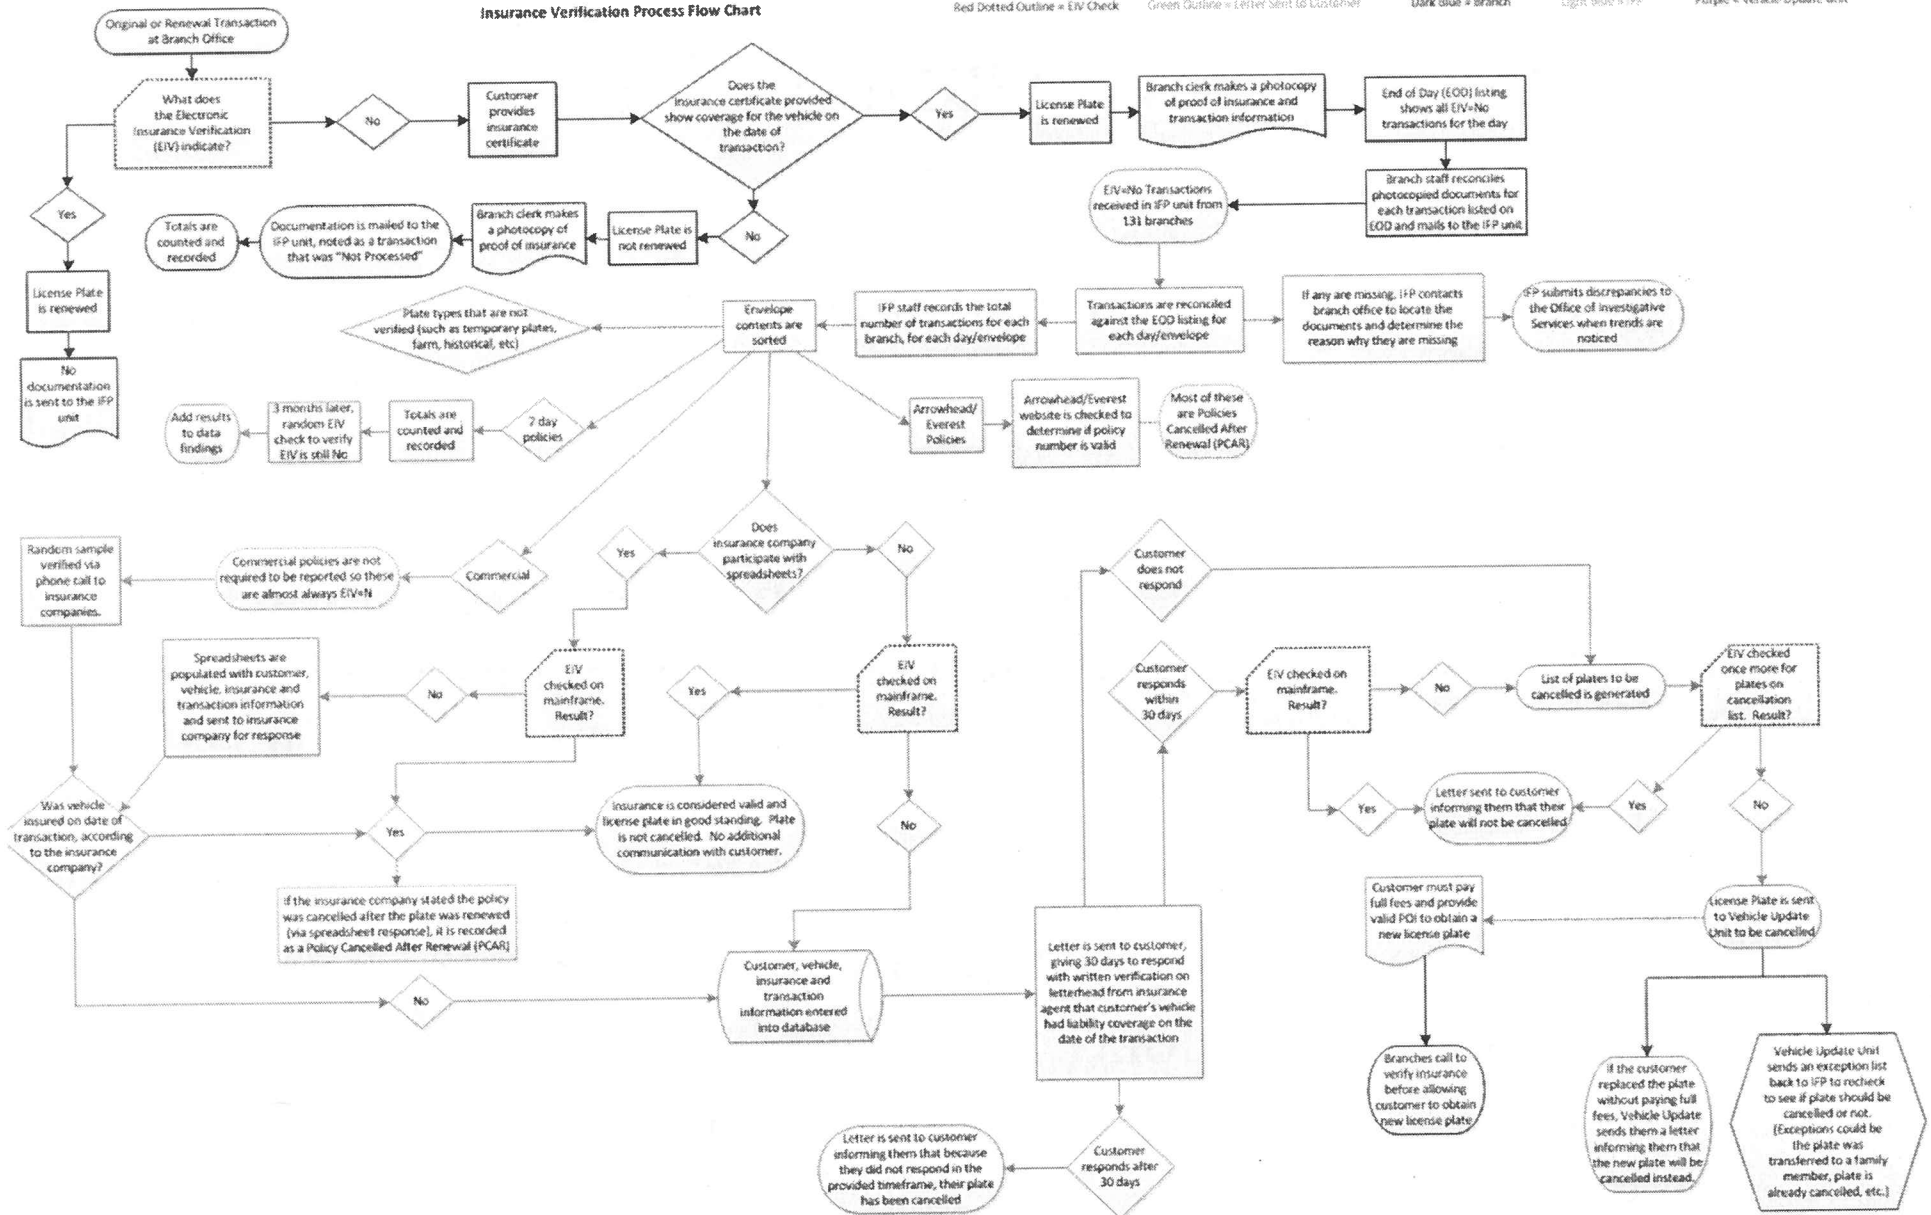 Insurance Verification Process Flow Chart
Red Dotted Outline = EIV Check
Green Outline = Letter Sent to Customer
Dark Blue = Branch
Light Blue = IFP
Purple = Vehicle Update Unit
Original or Renewal Transaction
at Branch Office
What does
the Electronic
Insurance Verification
(EIV) indicate?
No
Customer
provides
insurance
certificate
Does the
insurance certificate provided
show coverage for the vehicle on
the date of
transaction?
Yes
License Plate
is renewed
Branch clerk makes a photocopy
of proof of insurance and
transaction information
End of Day (EOD) listing
shows all EIV=No
transactions for the day
Branch staff reconciles
photocopied documents for
each transaction listed on
EOD and mails to the IFP unit
EIV=No Transactions
received in IFP unit from
131 branches
Yes
No
License Plate is
not renewed
Branch clerk makes
a photocopy of
proof of insurance
Documentation is mailed to the
IFP unit, noted as a transaction
that was "Not Processed"
Totals are
counted and
recorded
License Plate
is renewed
No
documentation
is sent to the IFP
unit
Plate types that are not
verified (such as temporary plates,
farm, historical, etc)
Envelope
contents are
sorted
IFP staff records the total
number of transactions for each
branch, for each day/envelope
Transactions are reconciled
against the EOD listing for
each day/envelope
If any are missing, IFP contacts
branch office to locate the
documents and determine the
reason why they are missing
IFP submits discrepancies to
the Office of Investigative
Services when trends are
noticed
Add results
to data
findings
3 months later,
random EIV
check to verify
EIV is still No
Totals are
counted and
recorded
7 day
policies
Arrowhead/
Everest
Policies
Arrowhead/Everest
website is checked to
determine if policy
number is valid
Most of these
are Policies
Cancelled After
Renewal (PCAR)
Random sample
verified via
phone call to
insurance
companies.
Commercial policies are not
required to be reported so these
are almost always EIV=N
Commercial
Yes
Does
insurance company
participate with
spreadsheets?
No
Customer
does not
respond
Spreadsheets are
populated with customer,
vehicle, insurance and
transaction information
and sent to insurance
company for response
No
EIV
checked on
mainframe.
Result?
Yes
EIV
checked on
mainframe.
Result?
Customer
responds
within
30 days
EIV checked on
mainframe.
Result?
No
List of plates to be
cancelled is generated
EIV checked
once more for
plates on
cancellation
list. Result?
Was vehicle
insured on date of
transaction, according
to the insurance
company?
Yes
Insurance is considered valid and
license plate in good standing. Plate
is not cancelled. No additional
communication with customer.
No
Yes
Letter sent to customer
informing them that their
plate will not be cancelled
Yes
No
If the insurance company stated the policy
was cancelled after the plate was renewed
(via spreadsheet response), it is recorded
as a Policy Cancelled After Renewal (PCAR)
Customer must pay
full fees and provide
valid POI to obtain a
new license plate
License Plate is sent
to Vehicle Update
Unit to be cancelled
No
Customer, vehicle,
insurance and
transaction
information entered
into database
Letter is sent to customer,
giving 30 days to respond
with written verification on
letterhead from insurance
agent that customer's vehicle
had liability coverage on the
date of the transaction
Branches call to
verify insurance
before allowing
customer to obtain
new license plate
If the customer
replaced the plate
without paying full
fees, Vehicle Update
sends them a letter
informing them that
the new plate will be
cancelled instead.
Vehicle Update Unit
sends an exception list
back to IFP to recheck
to see if plate should be
cancelled or not.
(Exceptions could be
the plate was
transferred to a family
member, plate is
already cancelled, etc.)
Letter is sent to customer
informing them that because
they did not respond in the
provided timeframe, their plate
has been cancelled
Customer
responds after
30 days